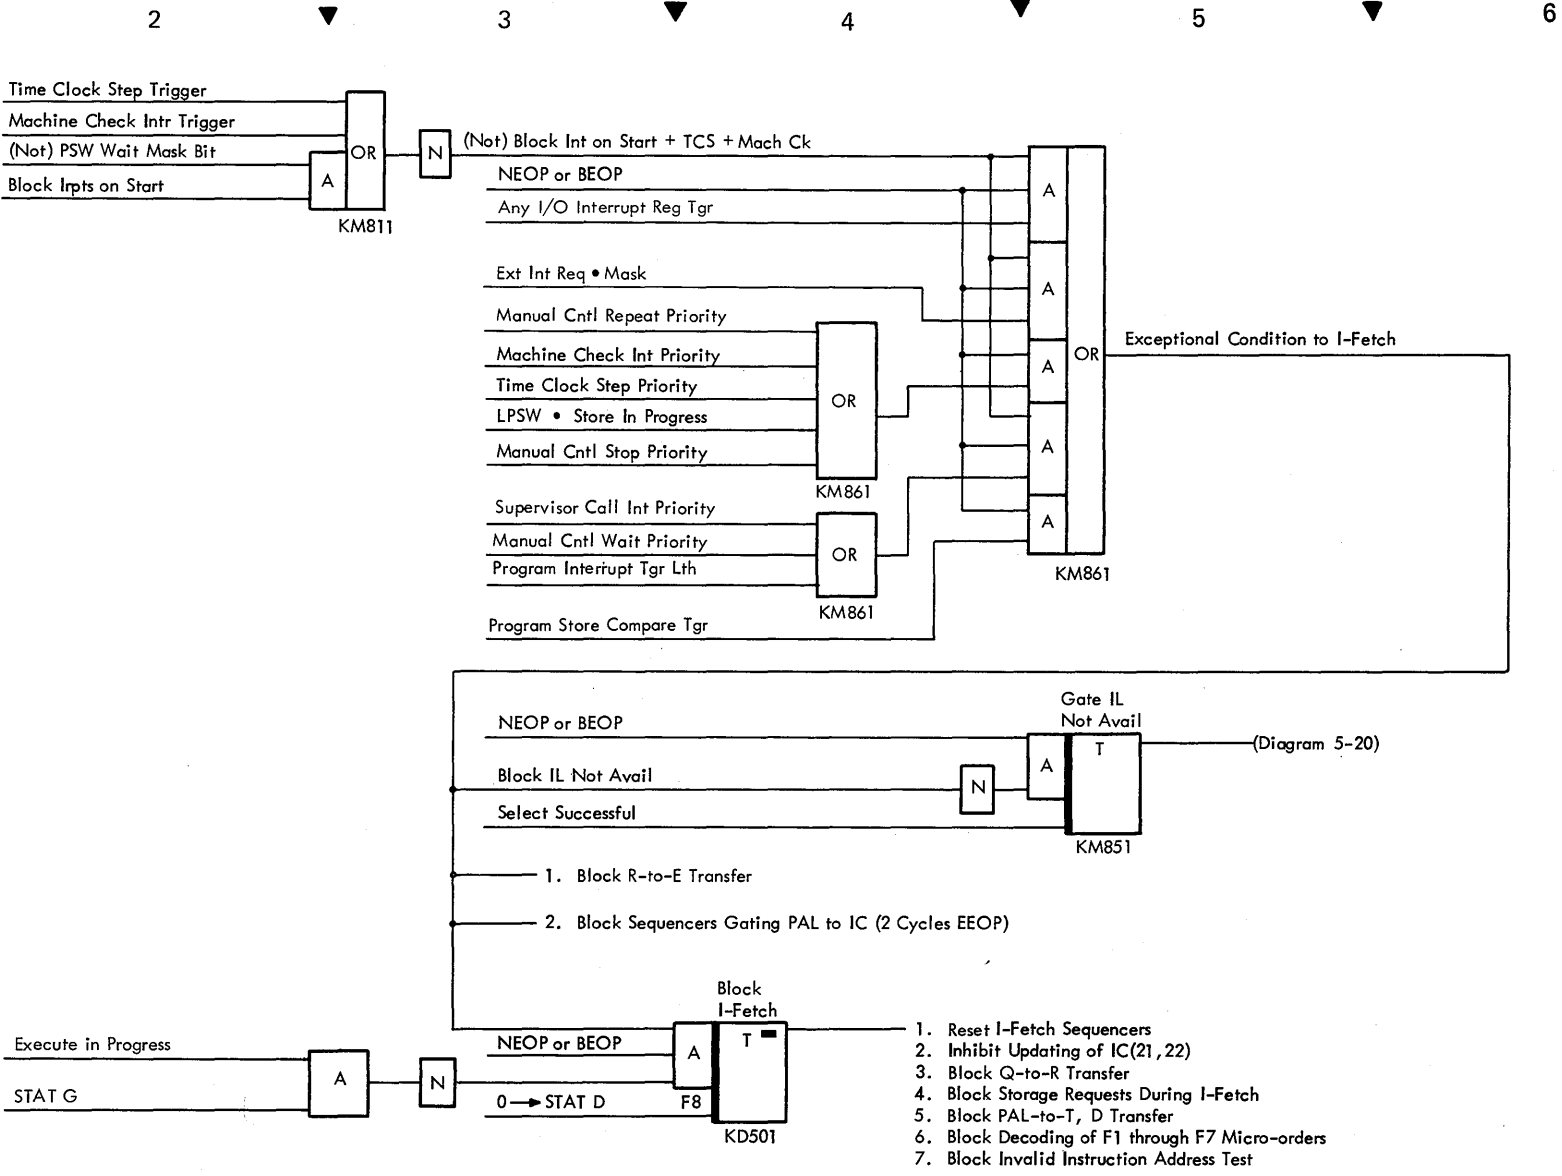 2 3 4 5 6
Time Clock Step Trigger
Machine Check Intr Trigger
(Not) PSW Wait Mask Bit
Block Irpts on Start
A
OR
KM811
N
(Not) Block Int on Start + TCS + Mach Ck
NEOP or BEOP
Any I/O Interrupt Reg Tgr
A
Ext Int Req • Mask
A
Manual Cntl Repeat Priority
Machine Check Int Priority
Time Clock Step Priority
LPSW • Store In Progress
Manual Cntl Stop Priority
OR
KM861
A
OR
Exceptional Condition to I-Fetch
A
Supervisor Call Int Priority
Manual Cntl Wait Priority
Program Interrupt Tgr Lth
OR
KM861
A
KM861
Program Store Compare Tgr
Gate IL
Not Avail
NEOP or BEOP
Block IL Not Avail
Select Successful
N
A
T
KM851
(Diagram 5-20)
1. Block R-to-E Transfer
2. Block Sequencers Gating PAL to IC (2 Cycles EEOP)
Block
I-Fetch
Execute in Progress
STAT G
A
N
NEOP or BEOP
0 → STAT D
A
F8
T
KD501
1. Reset I-Fetch Sequencers
2. Inhibit Updating of IC(21,22)
3. Block Q-to-R Transfer
4. Block Storage Requests During I-Fetch
5. Block PAL-to-T, D Transfer
6. Block Decoding of F1 through F7 Micro-orders
7. Block Invalid Instruction Address Test